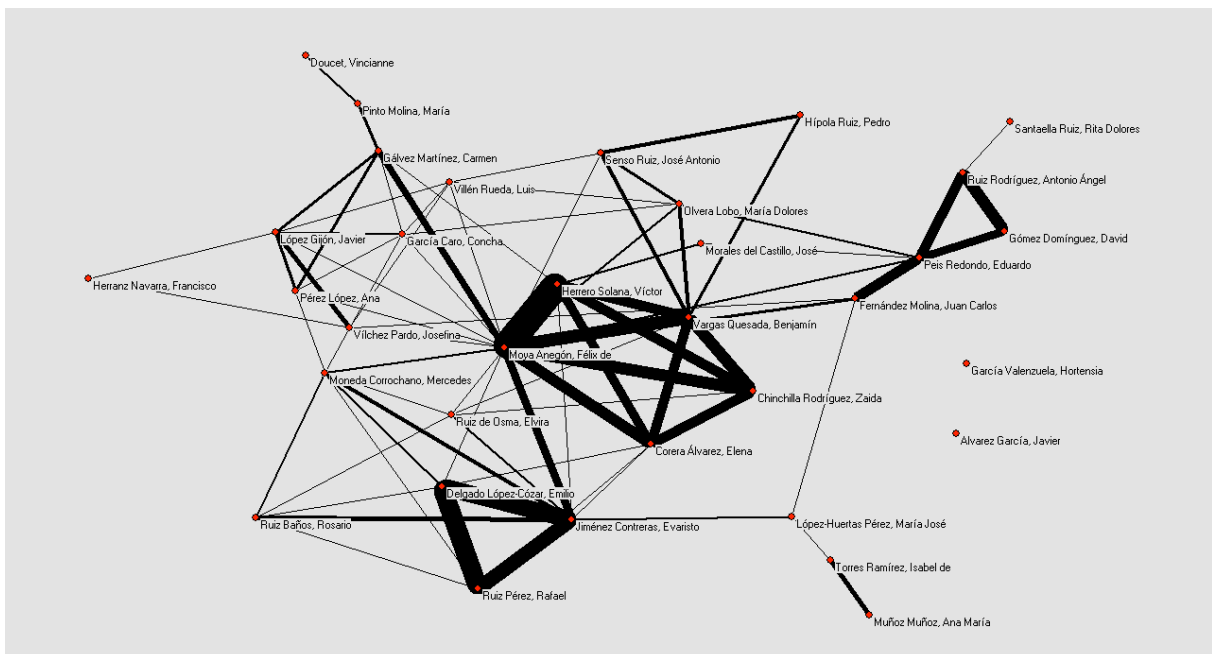 Doucet, Vincianne
Pinto Molina, María
Hípola Ruiz, Pedro
Santaella Ruiz, Rita Dolores
Gálvez Martínez, Carmen
Senso Ruiz, José Antonio
Ruiz Rodríguez, Antonio Ángel
Villén Rueda, Luis
Olvera Lobo, María Dolores
López Gijón, Javier
García Caro, Concha
Gómez Domínguez, David
Morales del Castillo, José
Peis Redondo, Eduardo
Herranz Navarra, Francisco
Herrero Solana, Víctor
Pérez López, Ana
Fernández Molina, Juan Carlos
Vargas Quesada, Benjamín
Vílchez Pardo, Josefina
Moya Anegón, Félix de
García Valenzuela, Hortensia
Moneda Corrochano, Mercedes
Chinchilla Rodríguez, Zaida
Ruiz de Osma, Elvira
Alvarez García, Javier
Corera Álvarez, Elena
Delgado López-Cózar, Emilio
Ruiz Baños, Rosario
Jiménez Contreras, Evaristo
López-Huertas Pérez, María José
Torres Ramírez, Isabel de
Ruiz Pérez, Rafael
Muñoz Muñoz, Ana María